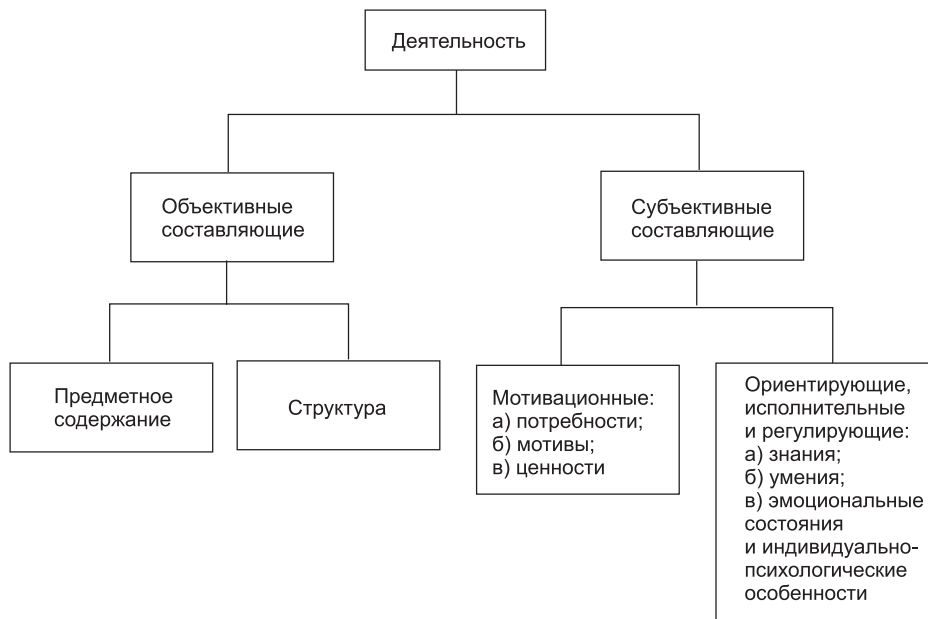 Деятельность
Объективные
составляющие
Субъективные
составляющие
Предметное
содержание
Структура
Мотивационные:
а) потребности;
б) мотивы;
в) ценности
Ориентирующие,
исполнительные
и регулирующие:
а) знания;
б) умения;
в) эмоциональные
состояния
и индивидуально-
психологические
особенности